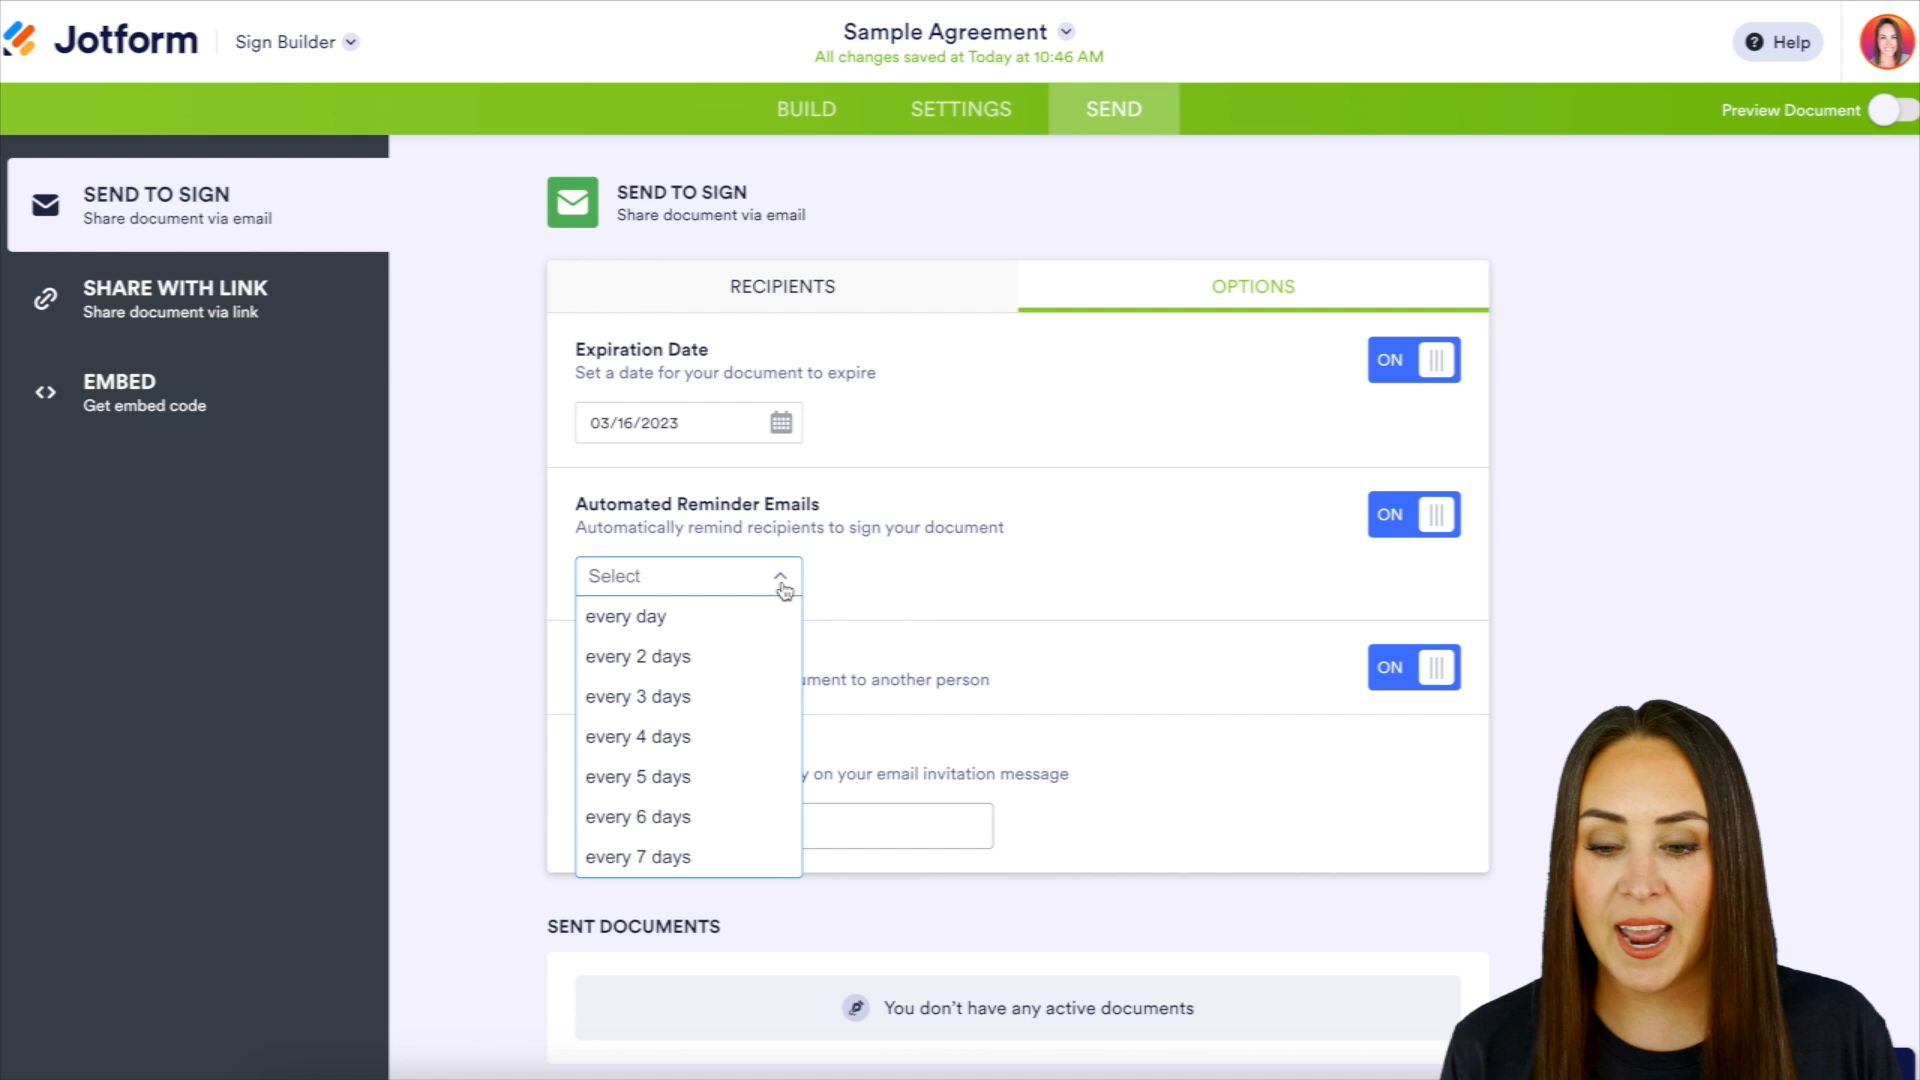 Jotform
Sign Builder
Sample Agreement
All changes saved at Today at 10:46 AM
Help
BUILD
SETTINGS
SEND
Preview Document
SEND TO SIGN
Share document via email
SHARE WITH LINK
Share document via link
EMBED
Get embed code
SEND TO SIGN
Share document via email
RECIPIENTS
OPTIONS
Expiration Date
Set a date for your document to expire
ON
03/16/2023
Automated Reminder Emails
Automatically remind recipients to sign your document
ON
Select
every day
every 2 days
every 3 days
every 4 days
every 5 days
every 6 days
every 7 days
ument to another person
ON
y on your email invitation message
SENT DOCUMENTS
You don't have any active documents